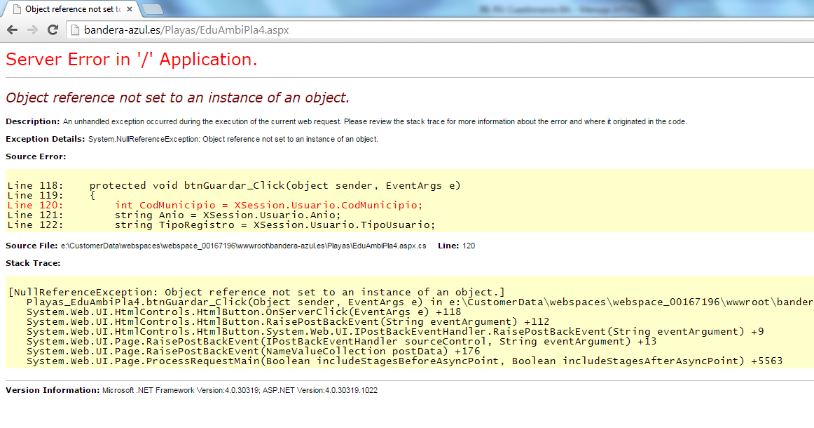 Object reference not set to
bandera-azul.es/Playas/EduAmbiPla4.aspx
Server Error in '/' Application.
Object reference not set to an instance of an object.
Description: An unhandled exception occurred during the execution of the current web request. Please review the stack trace for more information about the error and where it originated in the code.
Exception Details: System.NullReferenceException: Object reference not set to an instance of an object.
Source Error:
Line 118:    protected void btnGuardar_Click(object sender, EventArgs e)
Line 119:    {
Line 120:        int CodMunicipio = XSession.Usuario.CodMunicipio;
Line 121:        string Anio = XSession.Usuario.Anio;
Line 122:        string TipoRegistro = XSession.Usuario.TipoUsuario;
Source File: e:\CustomerData\webspaces\webspace_00167196\wwwroot\bandera-azul.es\Playas\EduAmbiPla4.aspx.cs    Line: 120
Stack Trace:
[NullReferenceException: Object reference not set to an instance of an object.]
Playas_EduAmbiPla4.btnGuardar_Click(Object sender, EventArgs e) in e:\CustomerData\webspaces\webspace_00167196\wwwroot\bander
System.Web.UI.HtmlControls.HtmlButton.OnServerClick(EventArgs e) +118
System.Web.UI.HtmlControls.HtmlButton.RaisePostBackEvent(String eventArgument) +112
System.Web.UI.HtmlControls.HtmlButton.System.Web.UI.IPostBackEventHandler.RaisePostBackEvent(String eventArgument) +9
System.Web.UI.Page.RaisePostBackEvent(IPostBackEventHandler sourceControl, String eventArgument) +13
System.Web.UI.Page.RaisePostBackEvent(NameValueCollection postData) +176
System.Web.UI.Page.ProcessRequestMain(Boolean includeStagesBeforeAsyncPoint, Boolean includeStagesAfterAsyncPoint) +5563
Version Information: Microsoft .NET Framework Version:4.0.30319; ASP.NET Version:4.0.30319.1022